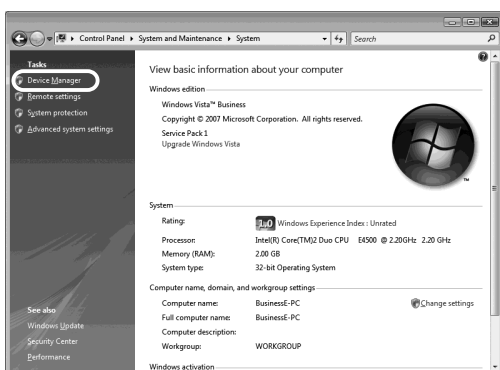 Control Panel ▸ System and Maintenance ▸ System
Search
Tasks
Device Manager
Remote settings
System protection
Advanced system settings
See also
Windows Update
Security Center
Performance
View basic information about your computer
Windows edition
Windows Vista™ Business
Copyright © 2007 Microsoft Corporation. All rights reserved.
Service Pack 1
Upgrade Windows Vista
TM
System
Rating: 1.0 Windows Experience Index : Unrated
Processor: Intel(R) Core(TM)2 Duo CPU E4500 @ 2.20GHz 2.20 GHz
Memory (RAM): 2.00 GB
System type: 32-bit Operating System
Computer name, domain, and workgroup settings
Computer name: BusinessE-PC
Change settings
Full computer name: BusinessE-PC
Computer description:
Workgroup: WORKGROUP
Windows activation